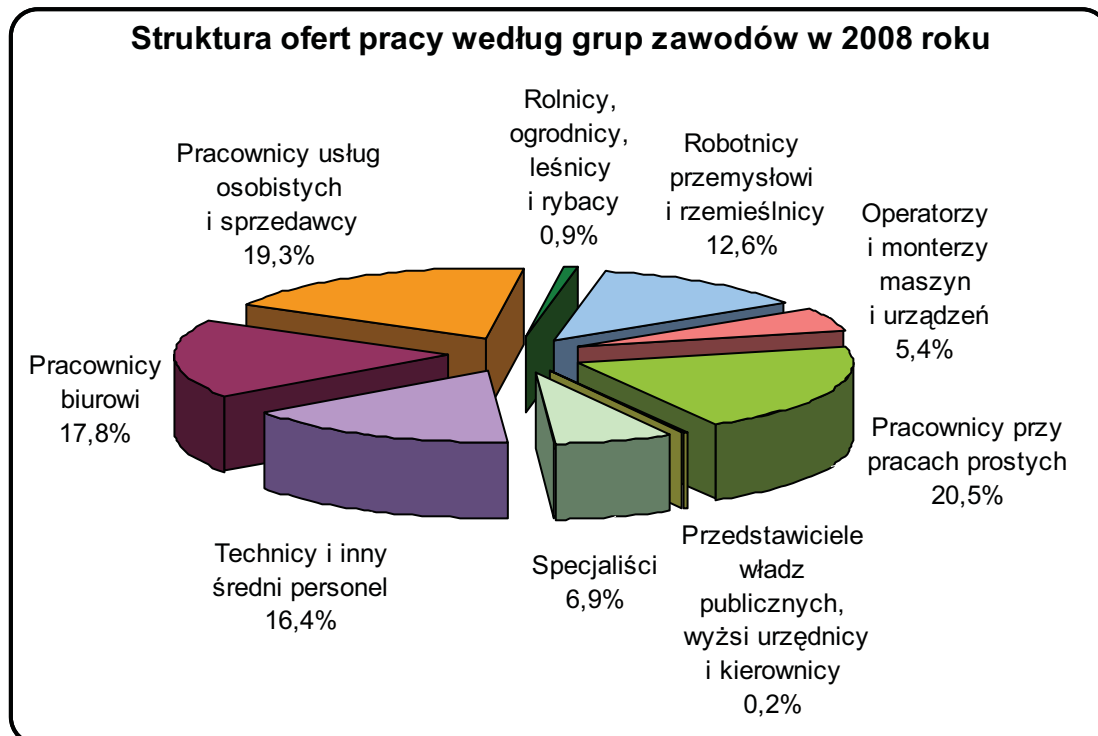 Struktura ofert pracy według grup zawodów w 2008 roku
Rolnicy,
ogrodnicy,
leśnicy
i rybacy
0,9%
Robotnicy
przemysłowi
i rzemieślnicy
12,6%
Operatorzy
i monterzy
maszyn
i urządzeń
5,4%
Pracownicy przy
pracach prostych
20,5%
Przedstawiciele
władz
publicznych,
wyżsi urzędnicy
i kierownicy
0,2%
Specjaliści
6,9%
Technicy i inny
średni personel
16,4%
Pracownicy
biurowi
17,8%
Pracownicy usług
osobistych
i sprzedawcy
19,3%